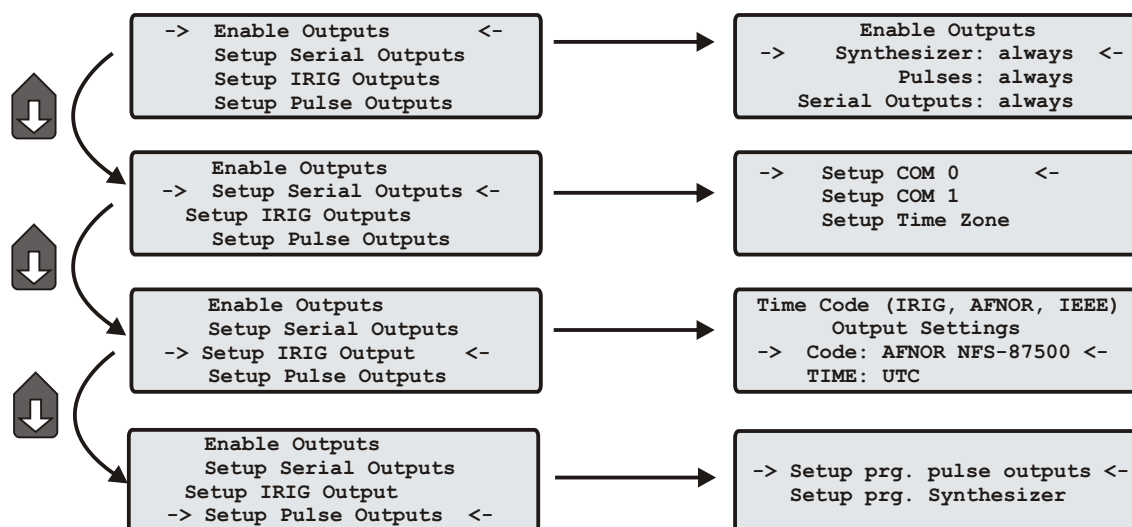 -> Enable Outputs <-
Setup Serial Outputs
Setup IRIG Outputs
Setup Pulse Outputs
Enable Outputs
-> Synthesizer: always <-
Pulses: always
Serial Outputs: always
Enable Outputs
-> Setup Serial Outputs <-
Setup IRIG Outputs
Setup Pulse Outputs
-> Setup COM 0 <-
Setup COM 1
Setup Time Zone
Enable Outputs
Setup Serial Outputs
-> Setup IRIG Output <-
Setup Pulse Outputs
Time Code (IRIG, AFNOR, IEEE)
Output Settings
-> Code: AFNOR NFS-87500 <-
TIME: UTC
Enable Outputs
Setup Serial Outputs
Setup IRIG Output
-> Setup Pulse Outputs <-
-> Setup prg. pulse outputs <-
Setup prg. Synthesizer